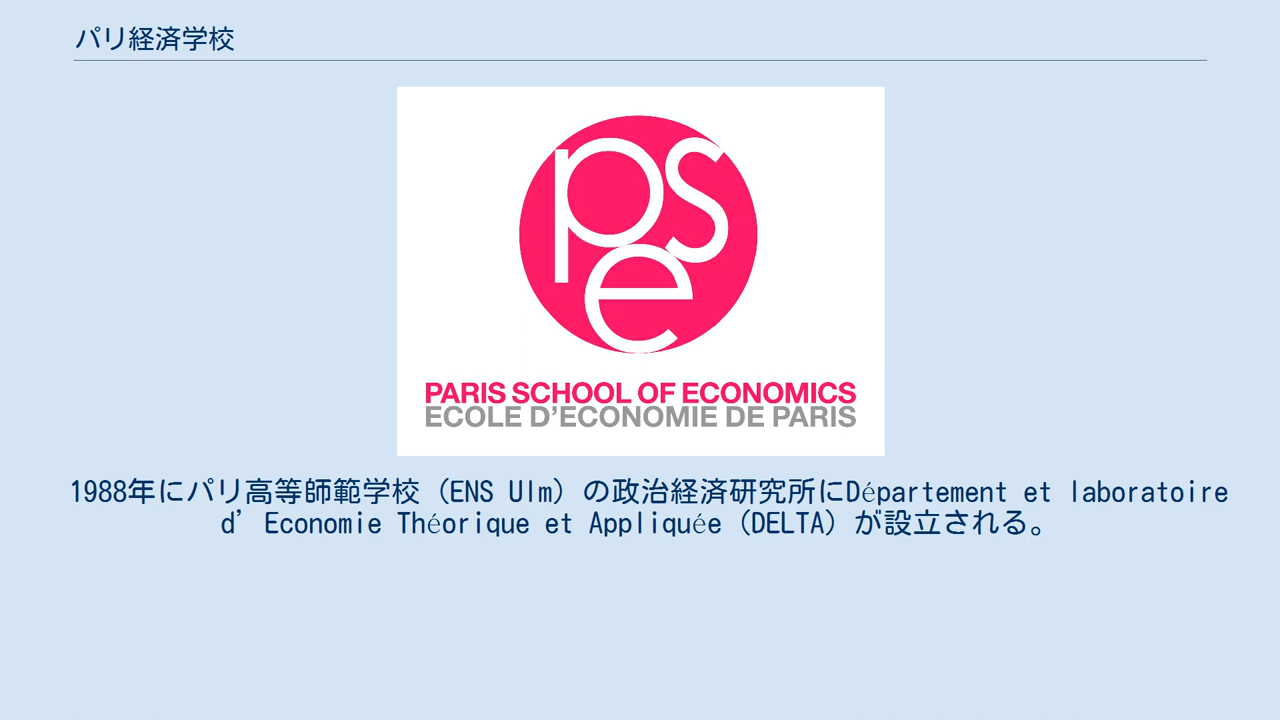 パリ経済学校
pse
PARIS SCHOOL OF ECONOMICS
ECOLE D’ECONOMIE DE PARIS
1988年にパリ高等師範学校（ENS Ulm）の政治経済研究所にDépartement et laboratoire
d’Economie Théorique et Appliquée（DELTA）が設立される。